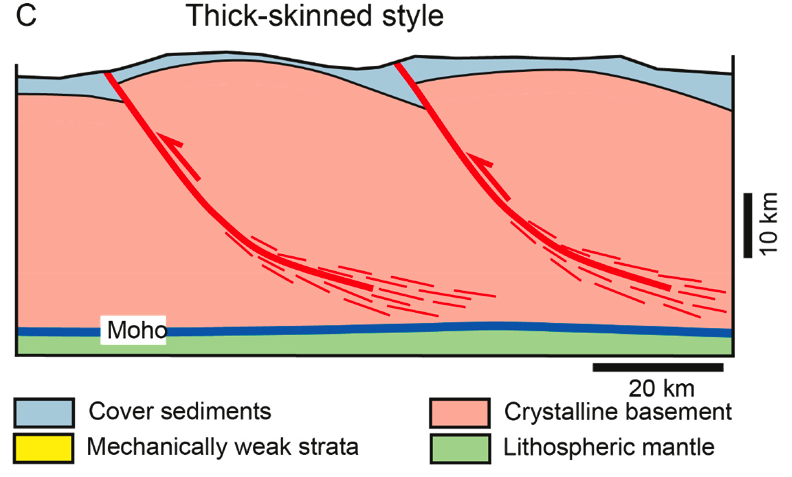 C Thick-skinned style
10 km
Moho
20 km
Cover sediments
Crystalline basement
Mechanically weak strata
Lithospheric mantle